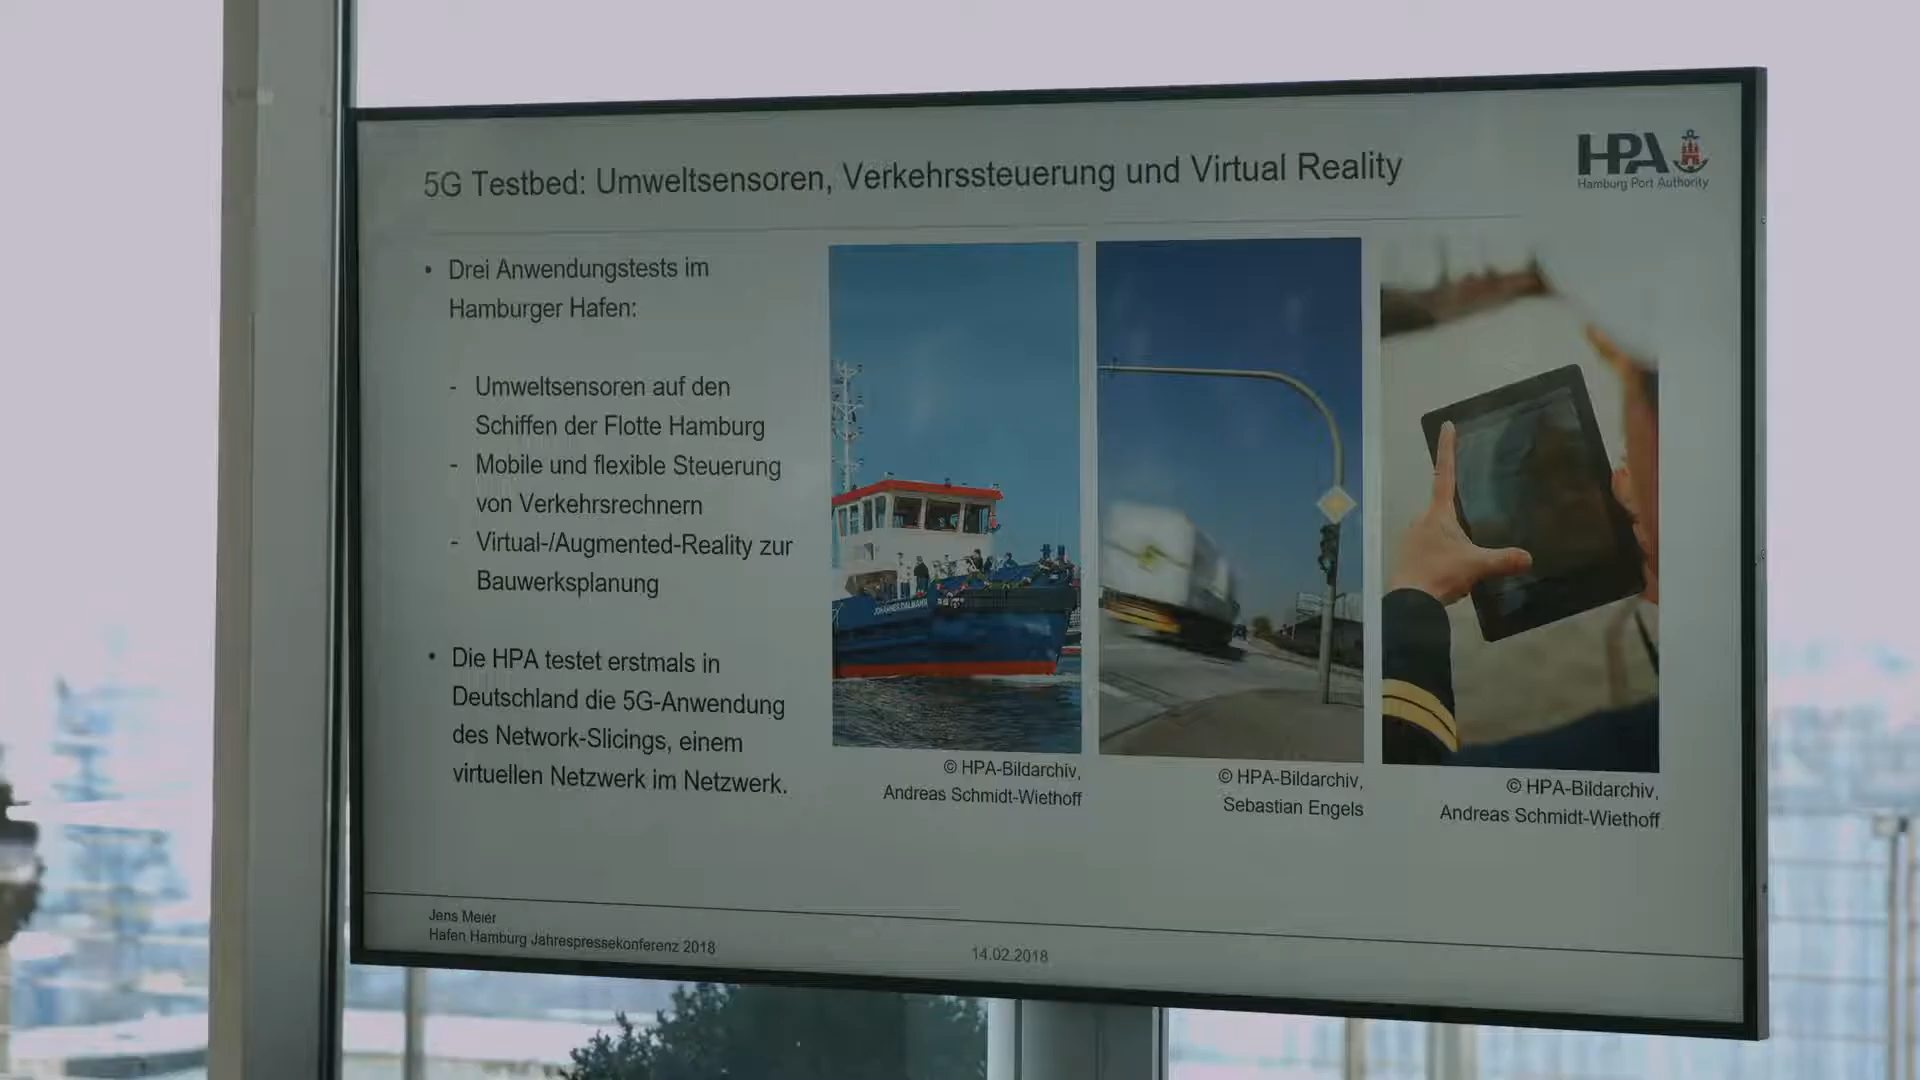 5G Testbed: Umweltsensoren, Verkehrssteuerung und Virtual Reality
HPA
Hamburg Port Authority
• Drei Anwendungstests im
Hamburger Hafen:
- Umweltsensoren auf den
Schiffen der Flotte Hamburg
- Mobile und flexible Steuerung
von Verkehrsrechnern
- Virtual-/Augmented-Reality zur
Bauwerksplanung
• Die HPA testet erstmals in
Deutschland die 5G-Anwendung
des Network-Slicings, einem
virtuellen Netzwerk im Netzwerk.
JOHANNES DALMANN
© HPA-Bildarchiv,
Andreas Schmidt-Wiethoff
© HPA-Bildarchiv,
Sebastian Engels
© HPA-Bildarchiv,
Andreas Schmidt-Wiethoff
Jens Meier
Hafen Hamburg Jahrespressekonferenz 2018
14.02.2018